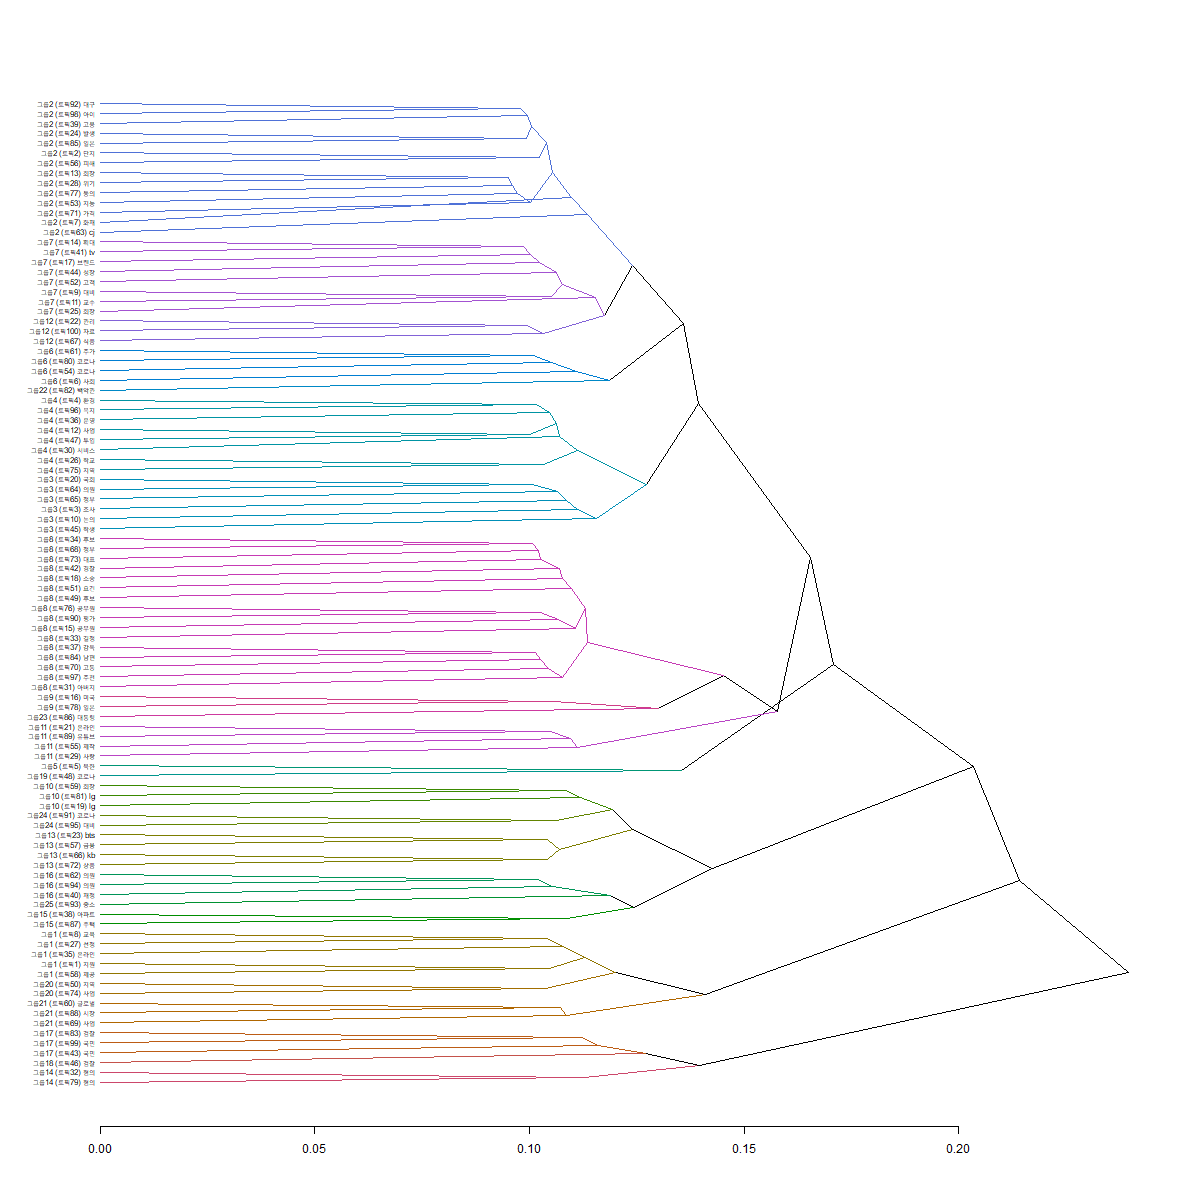 그룹2 (토픽92) 대구
그룹2 (토픽98) 아이
그룹2 (토픽39) 고용
그룹2 (토픽24) 발생
그룹2 (토픽85) 일본
그룹2 (토픽2) 단지
그룹2 (토픽56) 피해
그룹2 (토픽13) 회장
그룹2 (토픽28) 위기
그룹2 (토픽77) 동의
그룹2 (토픽53) 지능
그룹2 (토픽71) 가격
그룹2 (토픽7) 화재
그룹2 (토픽63) cj
그룹7 (토픽14) 확대
그룹7 (토픽41) tv
그룹7 (토픽17) 브랜드
그룹7 (토픽44) 성장
그룹7 (토픽52) 고객
그룹7 (토픽9) 대비
그룹7 (토픽11) 교수
그룹7 (토픽25) 회장
그룹12 (토픽22) 관리
그룹12 (토픽100) 자료
그룹12 (토픽67) 식품
그룹6 (토픽61) 주가
그룹6 (토픽80) 코로나
그룹6 (토픽54) 코로나
그룹6 (토픽6) 사회
그룹22 (토픽82) 백악관
그룹4 (토픽4) 환경
그룹4 (토픽96) 복지
그룹4 (토픽36) 운영
그룹4 (토픽12) 사업
그룹4 (토픽47) 투입
그룹4 (토픽30) 서비스
그룹4 (토픽26) 학교
그룹4 (토픽75) 지역
그룹3 (토픽20) 국회
그룹3 (토픽64) 의원
그룹3 (토픽65) 정부
그룹3 (토픽3) 조사
그룹3 (토픽10) 논의
그룹3 (토픽45) 학생
그룹8 (토픽34) 후보
그룹8 (토픽68) 정부
그룹8 (토픽73) 대표
그룹8 (토픽42) 검찰
그룹8 (토픽18) 소송
그룹8 (토픽51) 요건
그룹8 (토픽49) 후보
그룹8 (토픽76) 공무원
그룹8 (토픽90) 평가
그룹8 (토픽15) 공무원
그룹8 (토픽33) 감정
그룹8 (토픽37) 감독
그룹8 (토픽84) 남편
그룹8 (토픽70) 고등
그룹8 (토픽97) 추천
그룹8 (토픽31) 아버지
그룹9 (토픽16) 미국
그룹9 (토픽78) 일본
그룹23 (토픽86) 대통령
그룹11 (토픽21) 온라인
그룹11 (토픽89) 유튜브
그룹11 (토픽55) 제작
그룹11 (토픽29) 사랑
그룹5 (토픽5) 북한
그룹19 (토픽48) 코로나
그룹10 (토픽59) 회장
그룹10 (토픽81) lg
그룹10 (토픽19) lg
그룹24 (토픽91) 코로나
그룹24 (토픽95) 대비
그룹13 (토픽23) bts
그룹13 (토픽57) 금융
그룹13 (토픽66) kb
그룹13 (토픽72) 상품
그룹16 (토픽62) 의원
그룹16 (토픽94) 의원
그룹16 (토픽40) 재정
그룹25 (토픽93) 중소
그룹15 (토픽38) 아파트
그룹15 (토픽87) 주택
그룹1 (토픽8) 교육
그룹1 (토픽27) 선정
그룹1 (토픽35) 온라인
그룹1 (토픽1) 지원
그룹1 (토픽58) 제공
그룹20 (토픽50) 지역
그룹20 (토픽74) 사업
그룹21 (토픽60) 글로벌
그룹21 (토픽88) 시장
그룹21 (토픽69) 사업
그룹17 (토픽83) 검찰
그룹17 (토픽99) 국민
그룹17 (토픽43) 국민
그룹18 (토픽46) 경찰
그룹14 (토픽32) 혐의
그룹14 (토픽79) 혐의
0.00 0.05 0.10 0.15 0.20